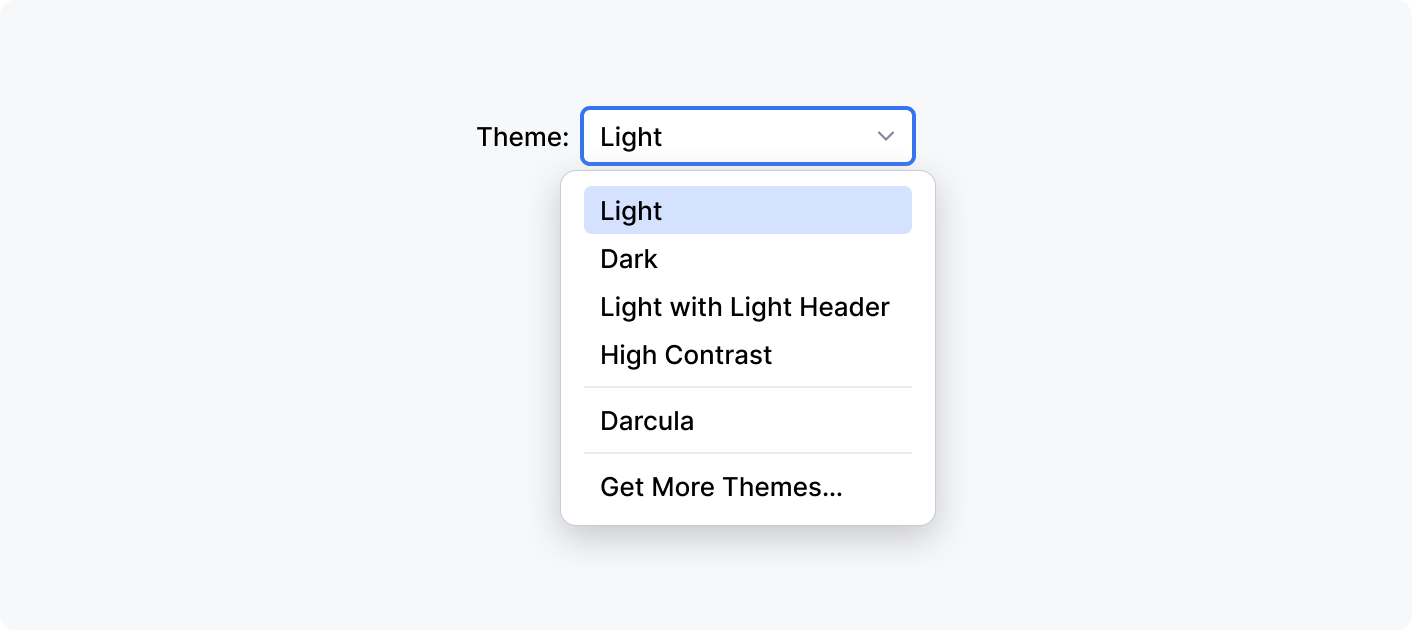 Theme: Light
Light
Dark
Light with Light Header
High Contrast
Darcula
Get More Themes...